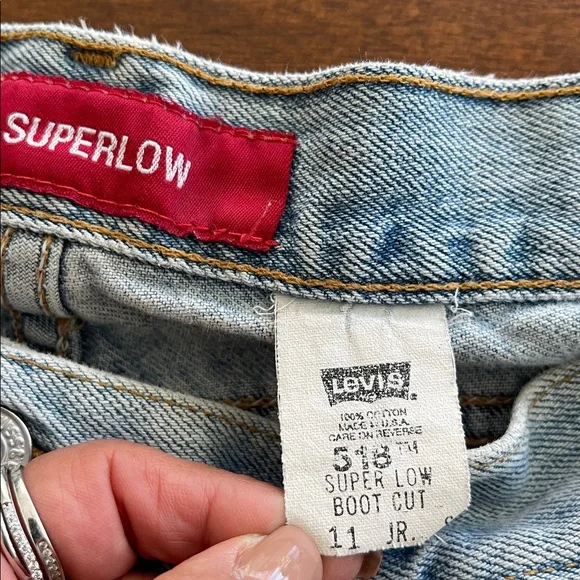 SUPERLOW
LEVI'S
100% COTTON
MADE IN U.S.A.
CARE ON REVERSE
518™
SUPER LOW
BOOT CUT
11 JR.